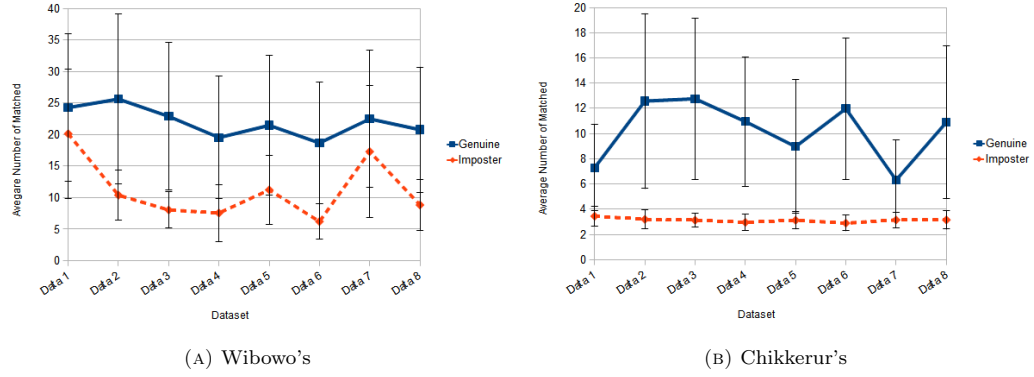 40
35
30
25
20
15
10
5
0
Avegare Number of Matched
Data 1
Data 2
Data 3
Data 4
Data 5
Data 6
Data 7
Data 8
Dataset
Genuine
Imposter
(A) Wibowo's
20
18
16
14
12
10
8
6
4
2
0
Average Number of Matched
Data 1
Data 2
Data 3
Data 4
Data 5
Data 6
Data 7
Data 8
Dataset
Genuine
Imposter
(B) Chikkerur's